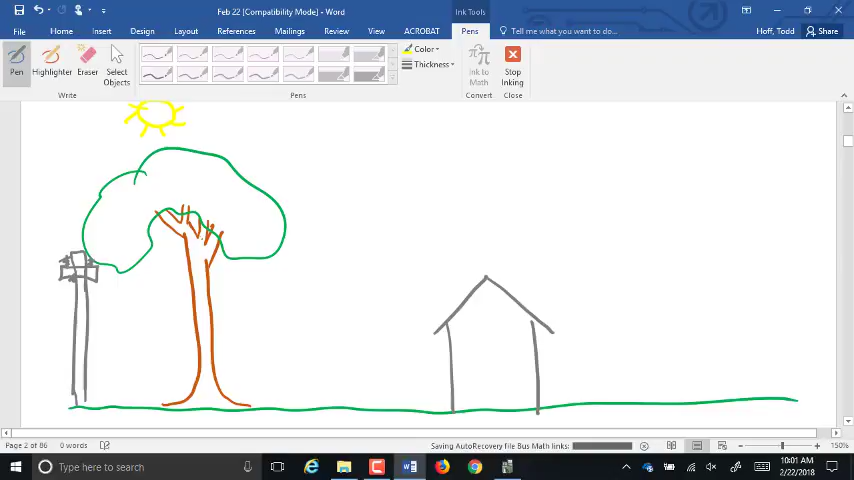 Feb 22 [Compatibility Mode] - Word
Ink Tools
Hoff, Todd
File Home Insert Design Layout References Mailings Review View ACROBAT Pens Tell me what you want to do... Share
Pen Highlighter Eraser Select Objects
Color
Thickness
Ink to Math
Stop Inking
Write Pens Convert Close
Page 2 of 86 0 words
Saving AutoRecovery file Bus Math links:
150%
Type here to search
10:01 AM
2/22/2018